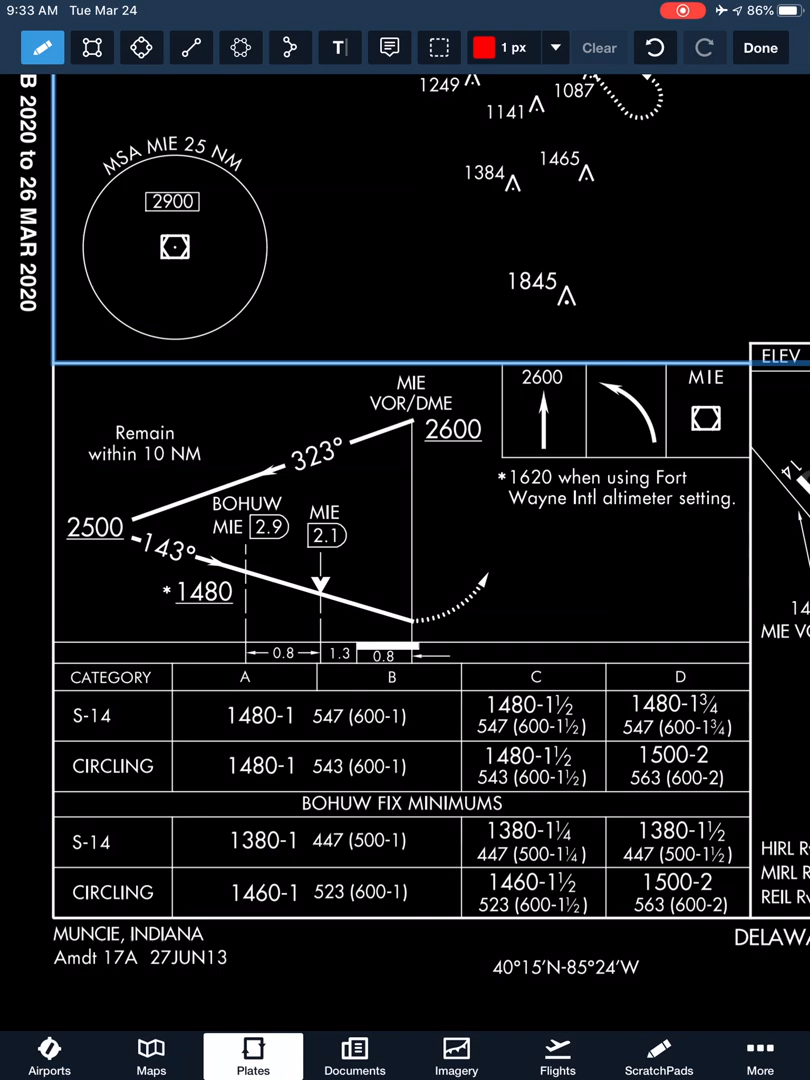 9:33 AM Tue Mar 24
86%
T
1 px
Clear
Done
B 2020 to 26 MAR 2020
MSA MIE 25 NM
2900
1249
1087
1141
1465
1384
1845
ELEV
MIE
VOR/DME
2600
2600
MIE
Remain
within 10 NM
323°
*1620 when using Fort
Wayne Intl altimeter setting.
BOHUW
MIE 2.9
MIE
2.1
2500
143°
*1480
14
MIE VO
0.8
1.3
0.8
CATEGORY A B C D
S-14 1480-1 547 (600-1) 1480-1½ 1480-1¾
547 (600-1½) 547 (600-1¾)
CIRCLING 1480-1 543 (600-1) 1480-1½ 1500-2
543 (600-1½) 563 (600-2)
BOHUW FIX MINIMUMS
S-14 1380-1 447 (500-1) 1380-1¼ 1380-1½
447 (500-1¼) 447 (500-1½)
CIRCLING 1460-1 523 (600-1) 1460-1½ 1500-2
523 (600-1½) 563 (600-2)
HIRL R
MIRL R
REIL R
MUNCIE, INDIANA
Amdt 17A 27JUN13
40°15'N-85°24'W
DELAWA
Airports
Maps
Plates
Documents
Imagery
Flights
ScratchPads
More